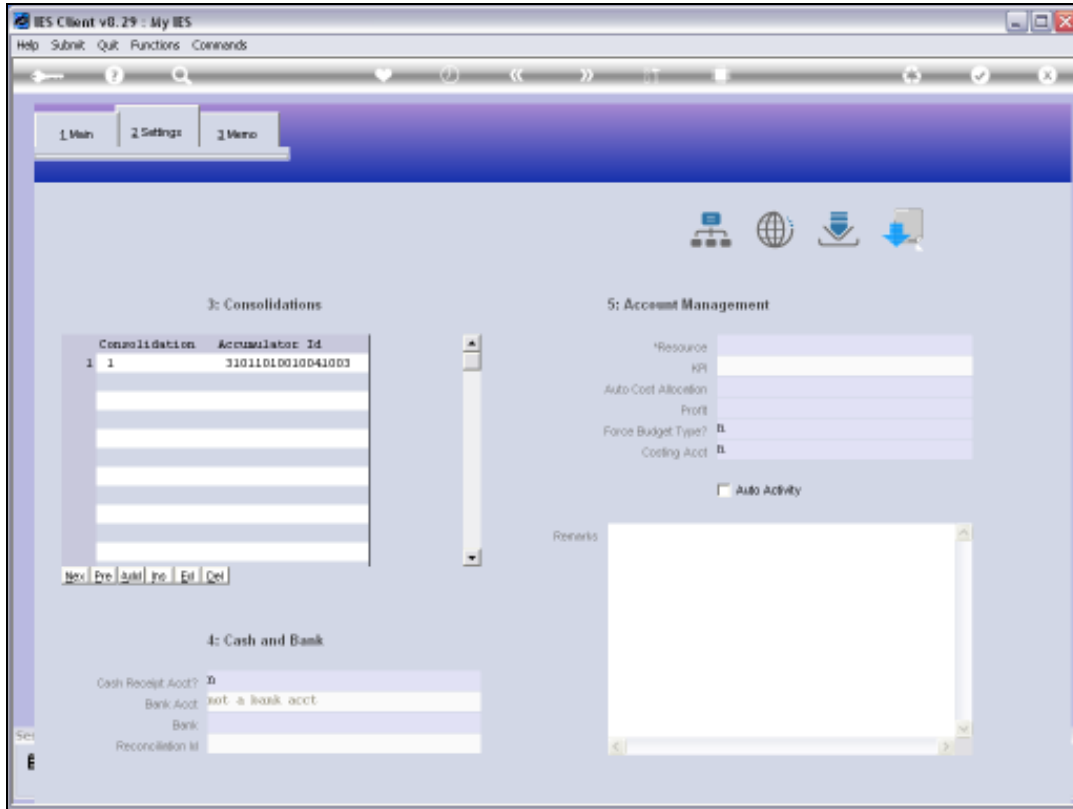 IES Client v8.29 : My IES
Help Submit Quit Functions Commands
1 Main 2 Settings 3 Memo
3: Consolidations
Consolidation Accumulator Id
1 1 31011010010041003
Nex Pre Add Ins Ed Del
4: Cash and Bank
Cash Receipt Acct? n
Bank Acct not a bank acct
Bank
Reconciliation Id
5: Account Management
*Resource
KPI
Auto Cost Allocation
Profit
Force Budget Type? n
Costing Acct n
Auto Activity
Remarks